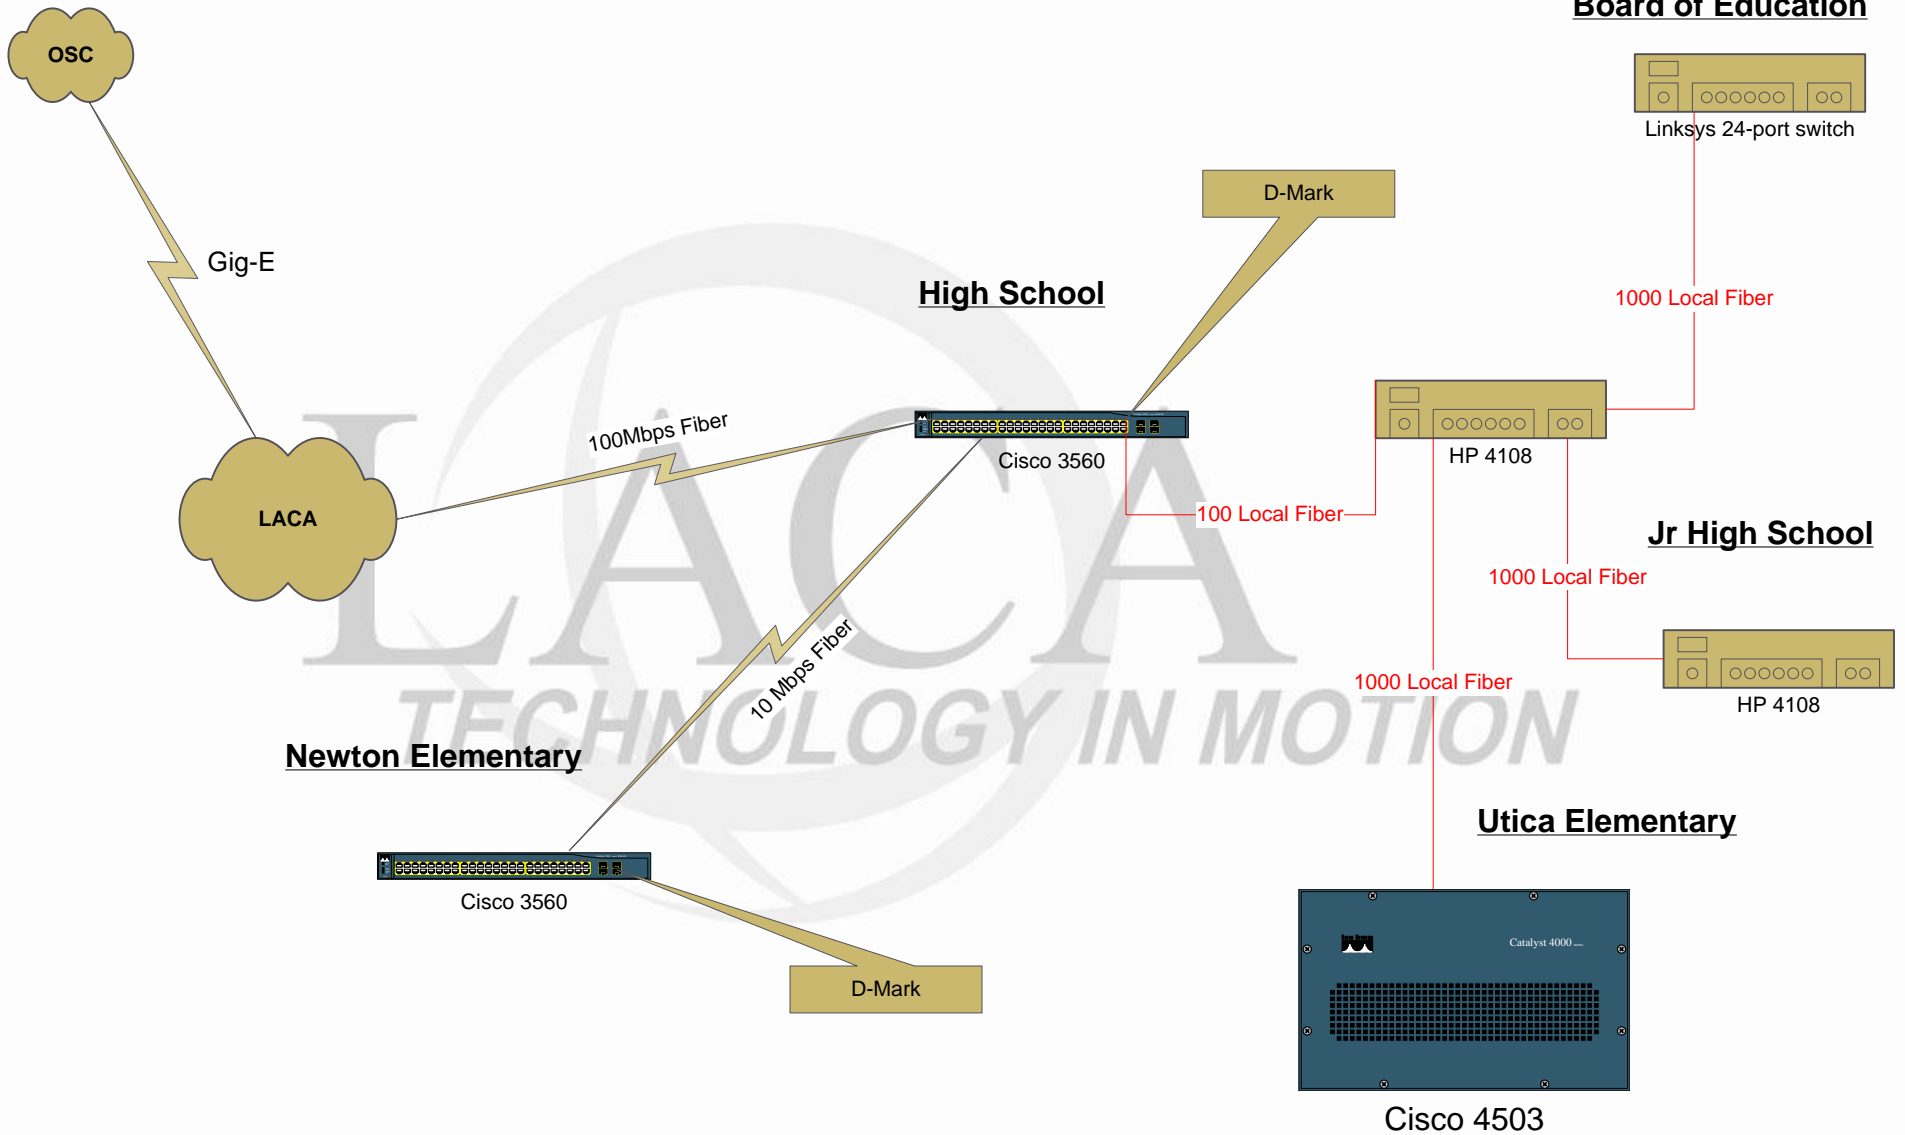 Board of Education
OSC
Linksys 24-port switch
D-Mark
Gig-E
High School
1000 Local Fiber
100Mbps Fiber
Cisco 3560
HP 4108
LACA
100 Local Fiber
Jr High School
1000 Local Fiber
10 Mbps Fiber
1000 Local Fiber
HP 4108
LACA
TECHNOLOGY IN MOTION
Newton Elementary
Utica Elementary
Cisco 3560
Catalyst 4000
D-Mark
Cisco 4503